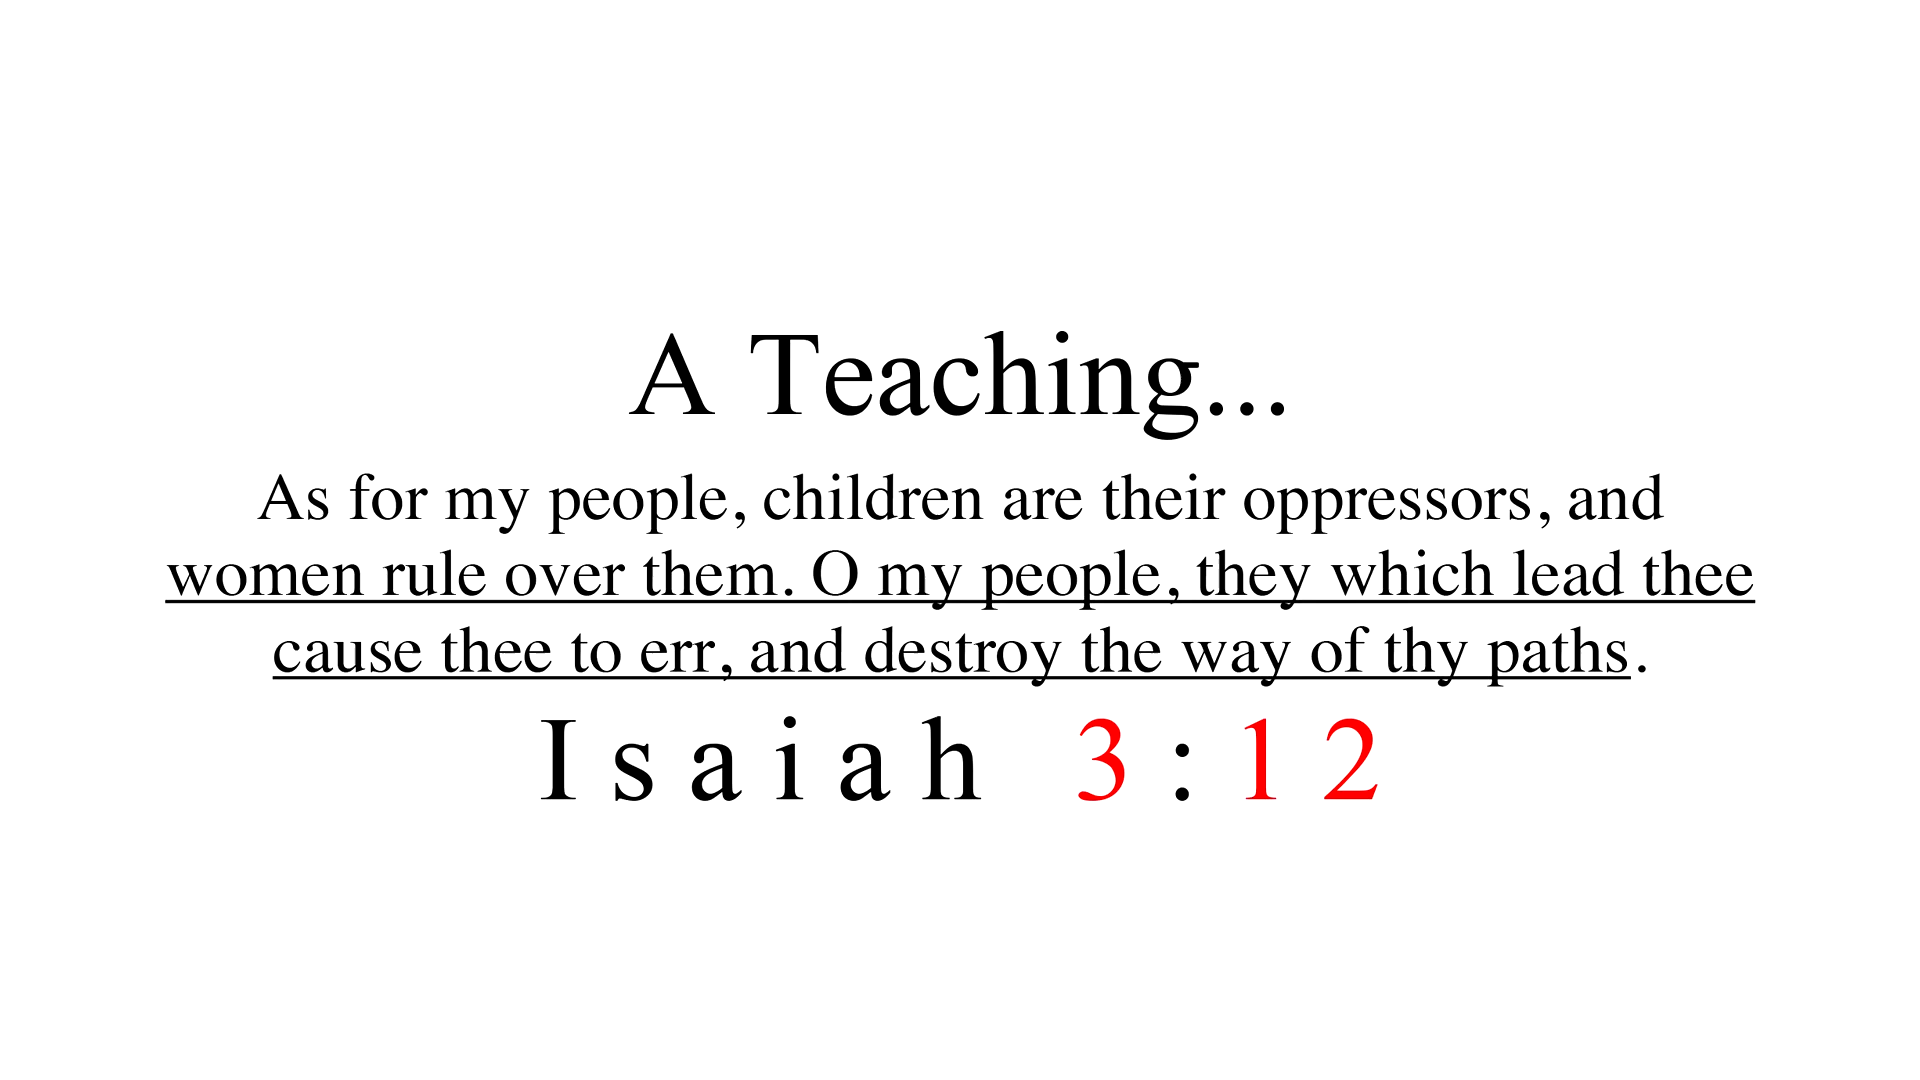 A Teaching...
As for my people, children are their oppressors, and
women rule over them. O my people, they which lead thee
cause thee to err, and destroy the way of thy paths.
Isaiah 3:12